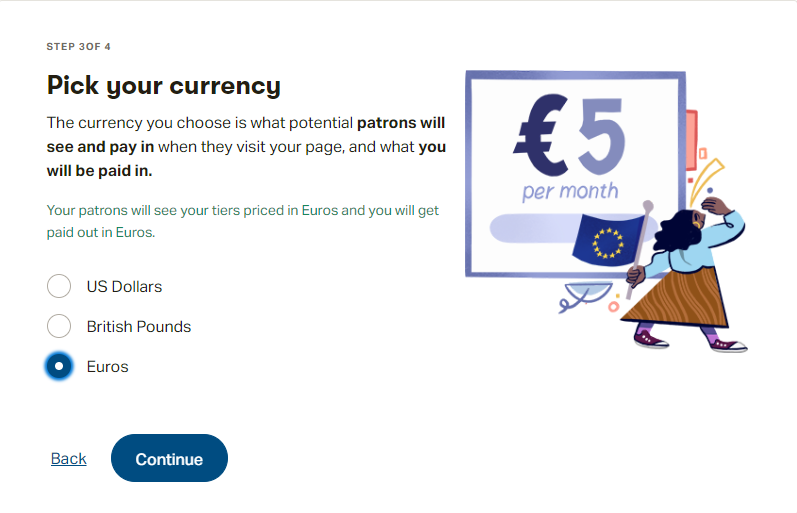 STEP 3OF 4
Pick your currency
The currency you choose is what potential patrons will
see and pay in when they visit your page, and what you
will be paid in.
Your patrons will see your tiers priced in Euros and you will get
paid out in Euros.
US Dollars
British Pounds
Euros
Back
Continue
€5
per month